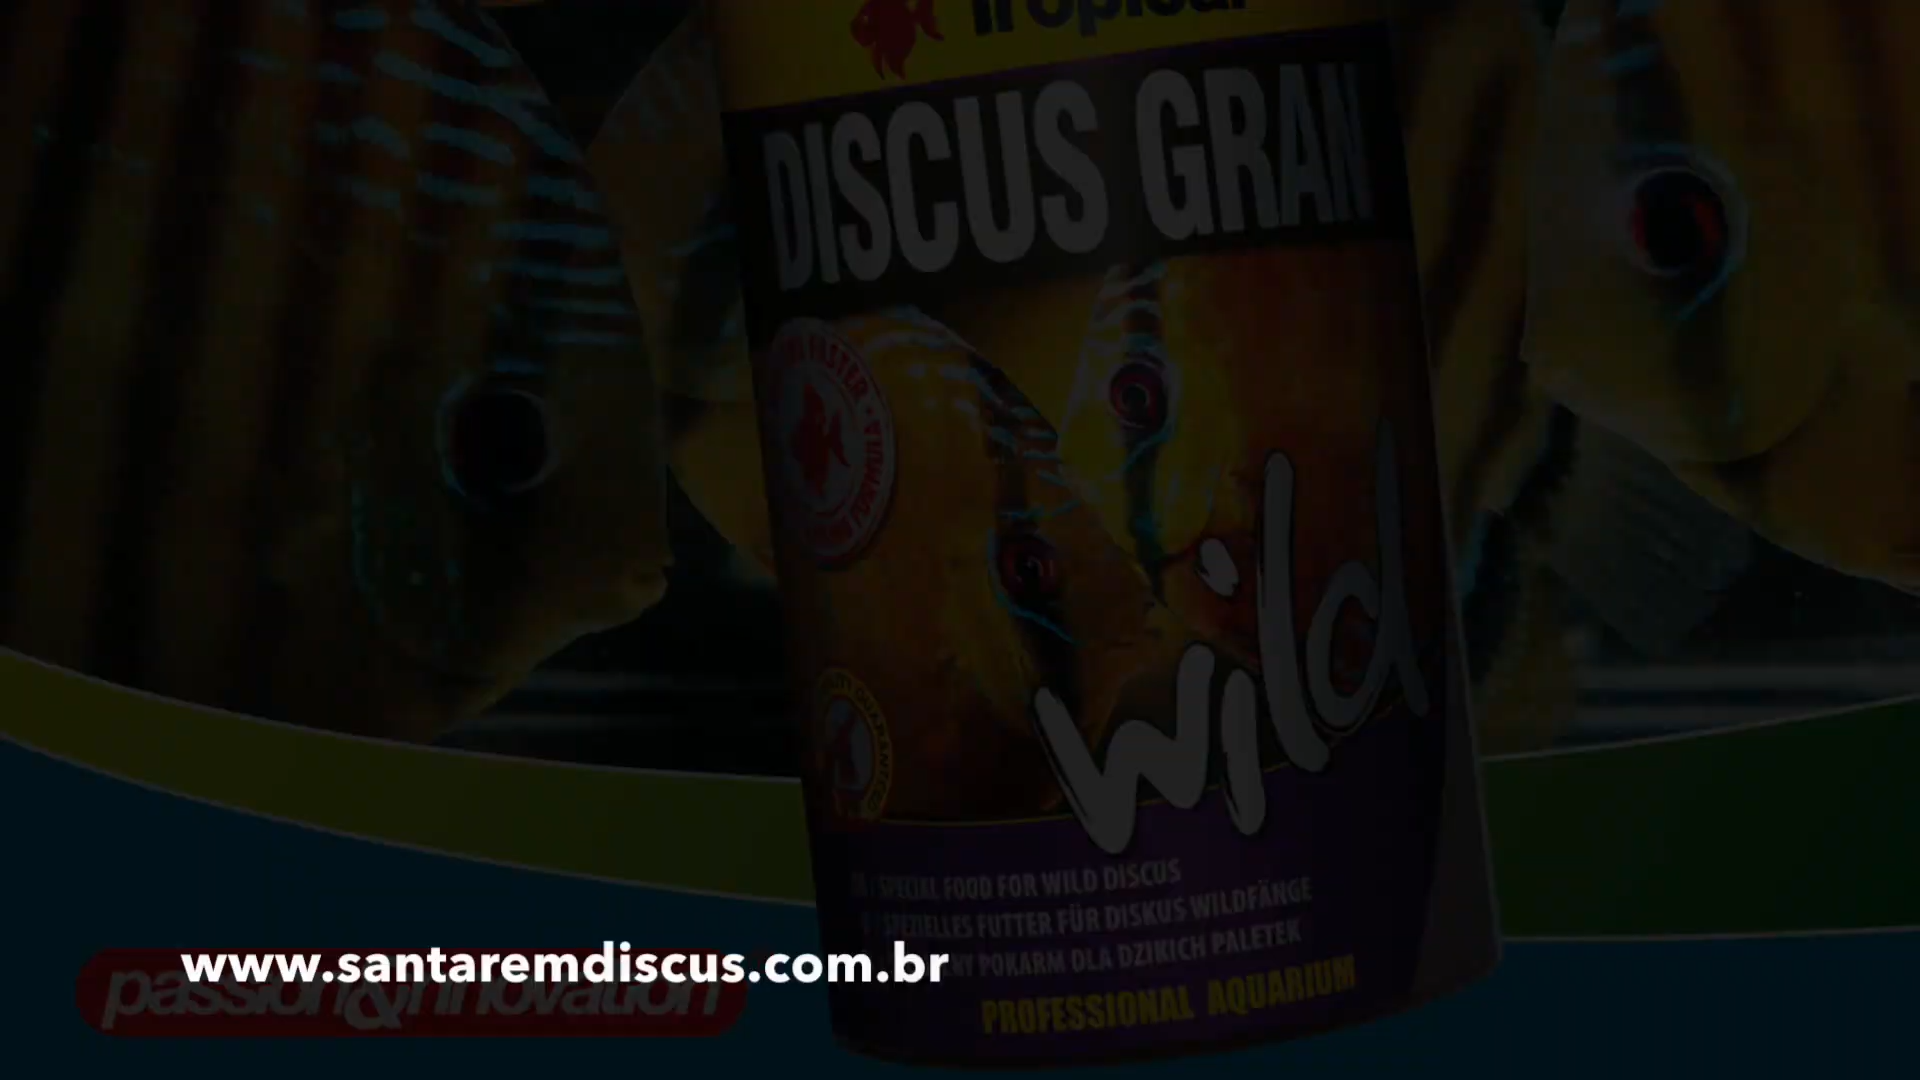 Tropical
DISCUS GRAN
wild
SPECIAL FOOD FOR WILD DISCUS
SPEZIELLES FUTTER FÜR DISKUS WILDFÄNGE
POKARM DLA DZIKICH PALETEK
PROFESSIONAL AQUARIUM
www.santaremdiscus.com.br
passion&innovation